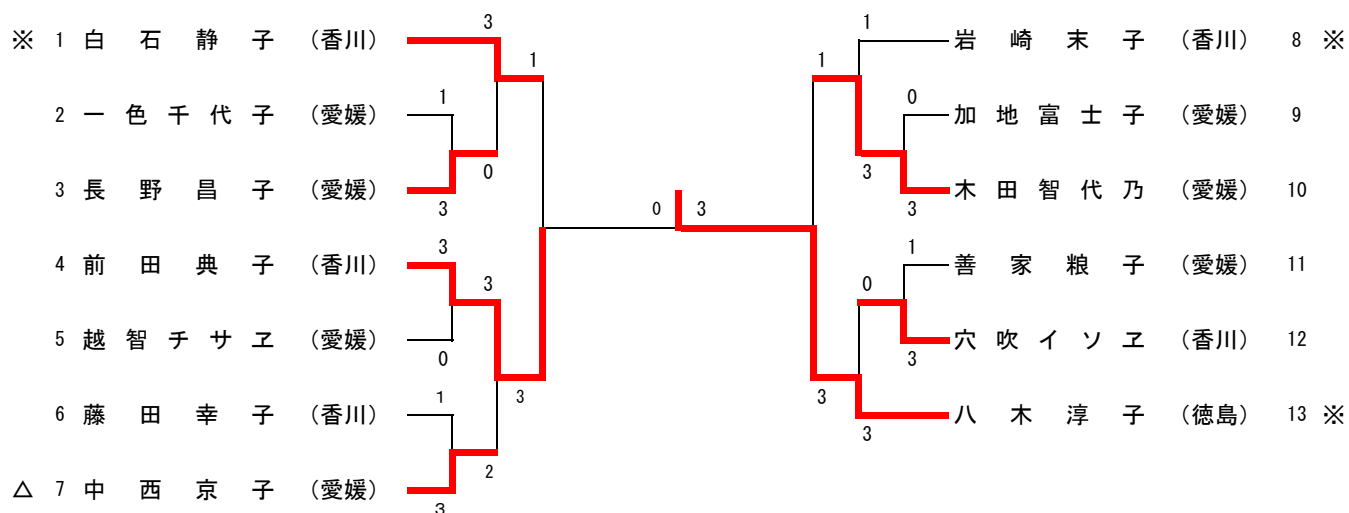 3
※ 1 白石静子 (香川)
1
1
2 一色千代子 (愛媛)
0
3 長野昌子 (愛媛)
3
4 前田典子 (香川)
3
3
5 越智チサヱ (愛媛)
0
3
6 藤田幸子 (香川)
1
2
△ 7 中西京子 (愛媛)
3
0 3
1
岩崎末子 (香川) 8 ※
1
0
加地富士子 (愛媛) 9
3
木田智代乃 (愛媛) 10
3
1
善家粮子 (愛媛) 11
0
穴吹イソヱ (香川) 12
3
3
八木淳子 (徳島) 13 ※
3